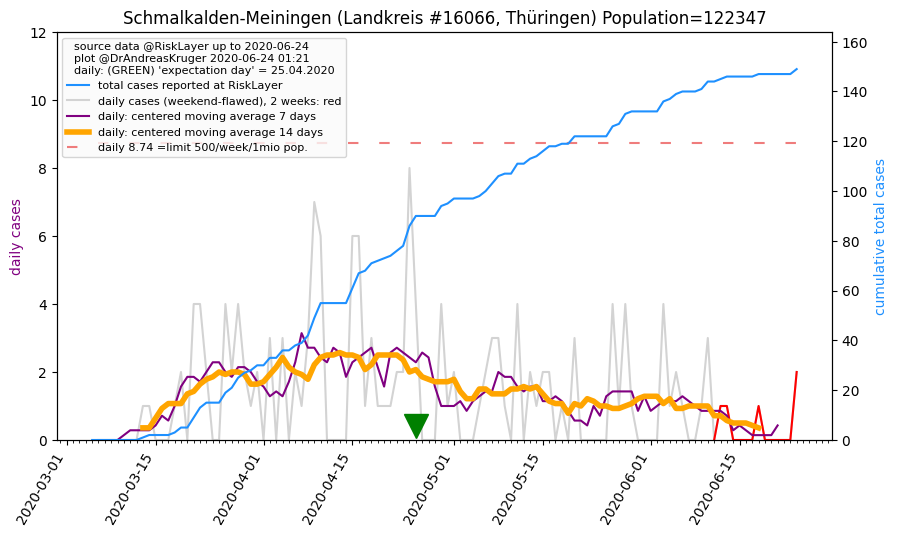 Schmalkalden-Meiningen (Landkreis #16066, Thüringen) Population=122347
source data @RiskLayer up to 2020-06-24
plot @DrAndreasKruger 2020-06-24 01:21
daily: (GREEN) 'expectation day' = 25.04.2020
total cases reported at RiskLayer
daily cases (weekend-flawed), 2 weeks: red
daily: centered moving average 7 days
daily: centered moving average 14 days
daily 8.74 =limit 500/week/1mio pop.
daily cases
12
10
8
6
4
2
0
160
140
120
100
80
60
40
20
0
cumulative total cases
2020-03-01
2020-03-15
2020-04-01
2020-04-15
2020-05-01
2020-05-15
2020-06-01
2020-06-15